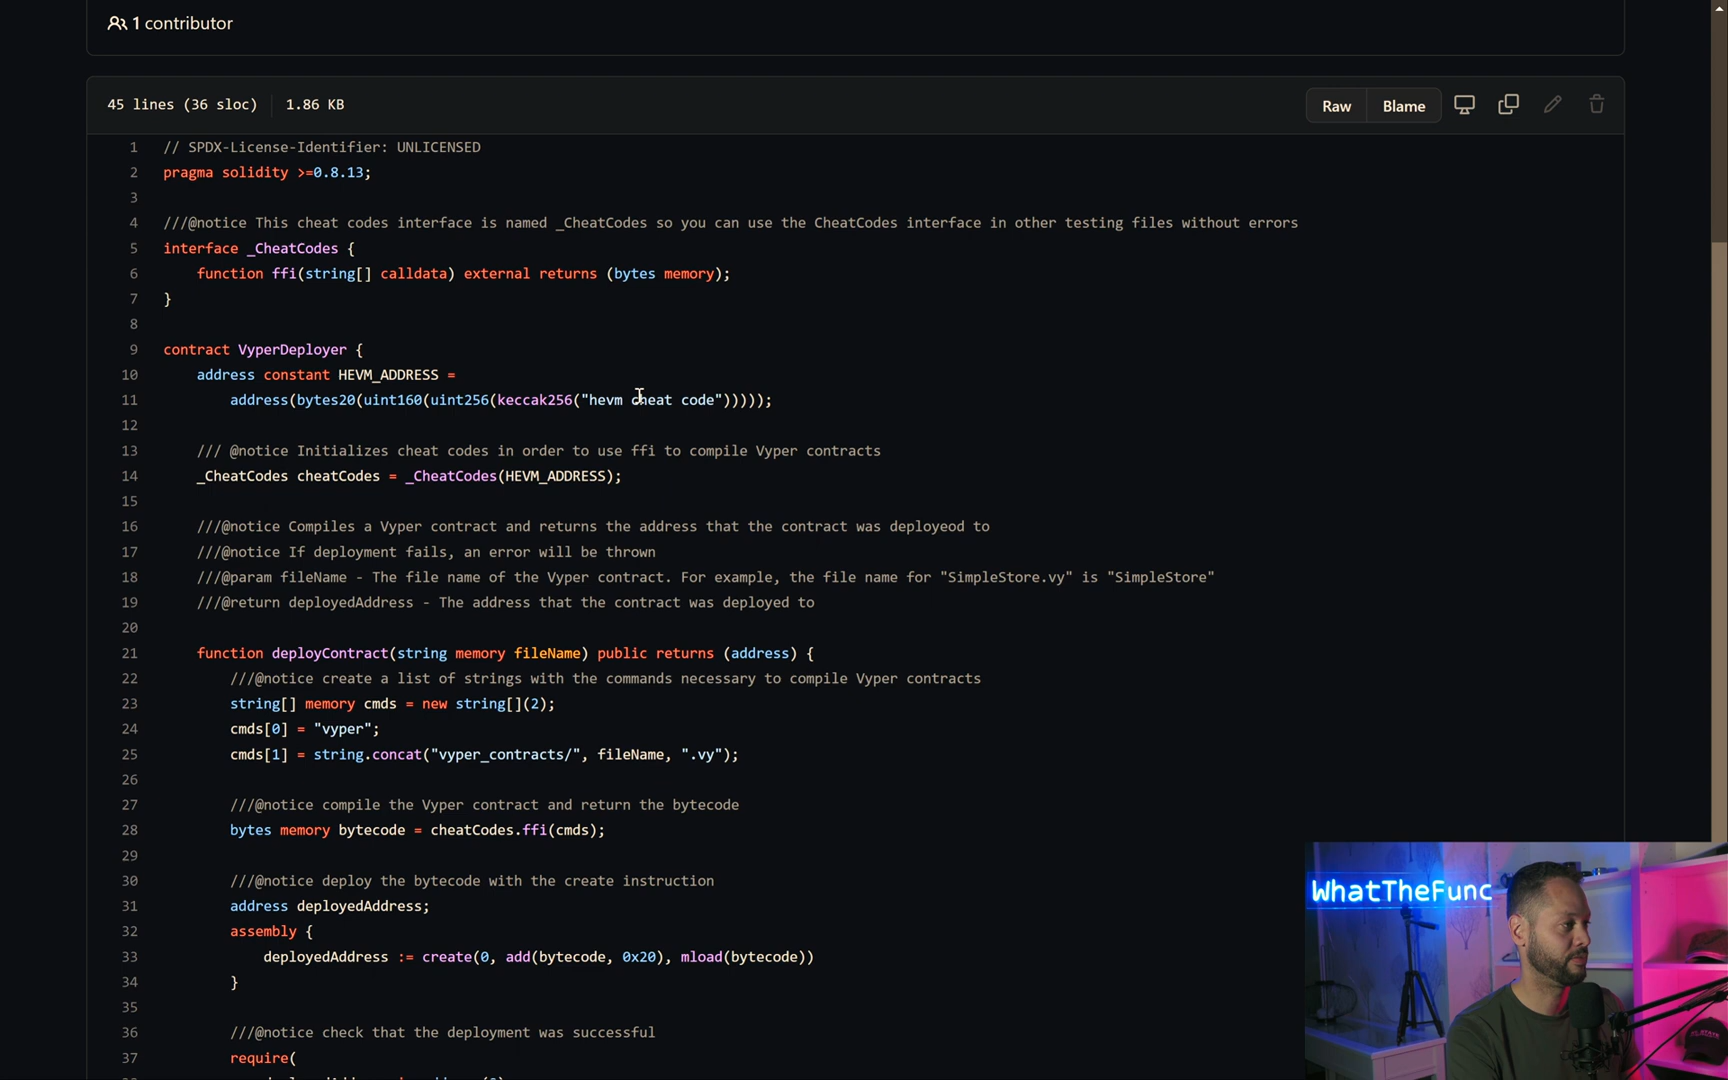 1 contributor
45 lines (36 sloc) 1.86 KB Raw Blame
1 // SPDX-License-Identifier: UNLICENSED
2 pragma solidity >=0.8.13;
3
4 ///@notice This cheat codes interface is named _CheatCodes so you can use the CheatCodes interface in other testing files without errors
5 interface _CheatCodes {
6 function ffi(string[] calldata) external returns (bytes memory);
7 }
8
9 contract VyperDeployer {
10 address constant HEVM_ADDRESS =
11 address(bytes20(uint160(uint256(keccak256("hevm cheat code")))));
12
13 /// @notice Initializes cheat codes in order to use ffi to compile Vyper contracts
14 _CheatCodes cheatCodes = _CheatCodes(HEVM_ADDRESS);
15
16 ///@notice Compiles a Vyper contract and returns the address that the contract was deployeod to
17 ///@notice If deployment fails, an error will be thrown
18 ///@param fileName - The file name of the Vyper contract. For example, the file name for "SimpleStore.vy" is "SimpleStore"
19 ///@return deployedAddress - The address that the contract was deployed to
20
21 function deployContract(string memory fileName) public returns (address) {
22 ///@notice create a list of strings with the commands necessary to compile Vyper contracts
23 string[] memory cmds = new string[](2);
24 cmds[0] = "vyper";
25 cmds[1] = string.concat("vyper_contracts/", fileName, ".vy");
26
27 ///@notice compile the Vyper contract and return the bytecode
28 bytes memory bytecode = cheatCodes.ffi(cmds);
29
30 ///@notice deploy the bytecode with the create instruction
31 address deployedAddress;
32 assembly {
33 deployedAddress := create(0, add(bytecode, 0x20), mload(bytecode))
34 }
35
36 ///@notice check that the deployment was successful
37 require(
WhatTheFunc